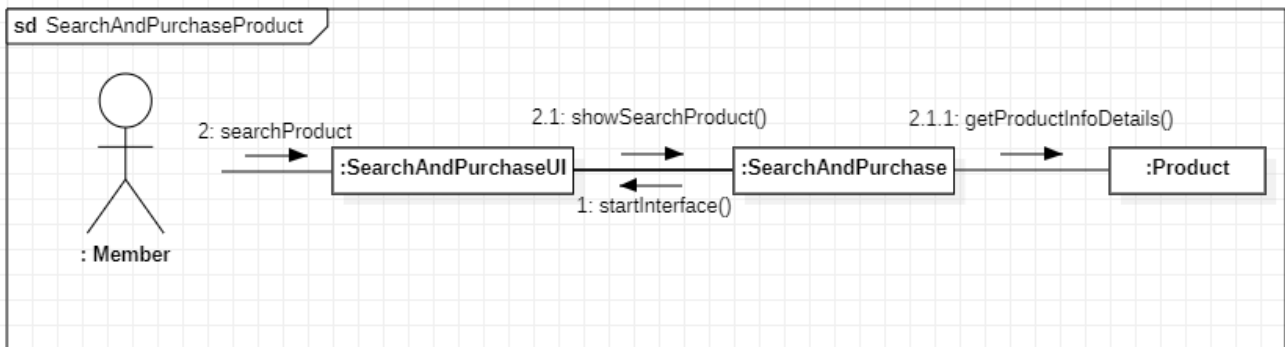 sd SearchAndPurchaseProduct
2: searchProduct
2.1: showSearchProduct()
2.1.1: getProductInfoDetails()
:SearchAndPurchaseUI
:SearchAndPurchase
:Product
1: startInterface()
: Member